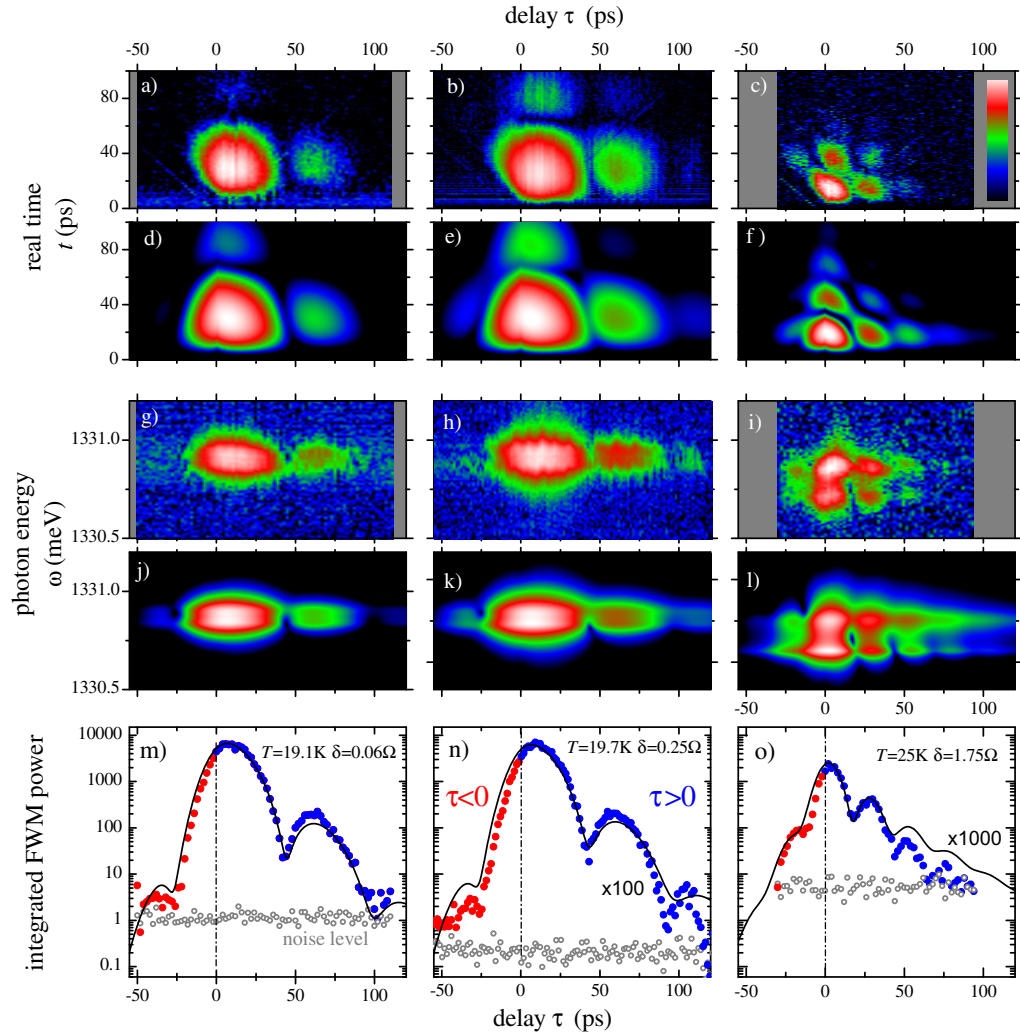 delay τ (ps)
-50 0 50 100 -50 0 50 100 -50 0 50 100
a) b) c)
80
40
0
real time
t (ps)
d) e) f)
80
40
0
g) h) i)
1331.0
1330.5
photon energy
ω (meV)
j) k) l)
1331.0
1330.5
-50 0 50 100
m) T=19.1K δ=0.06Ω
n) T=19.7K δ=0.25Ω
o) T=25K δ=1.75Ω
10000
1000
100
10
1
0.1
integrated FWM power
τ<0 τ>0
x100
x1000
noise level
-50 0 50 100 -50 0 50 100 -50 0 50 100
delay τ (ps)